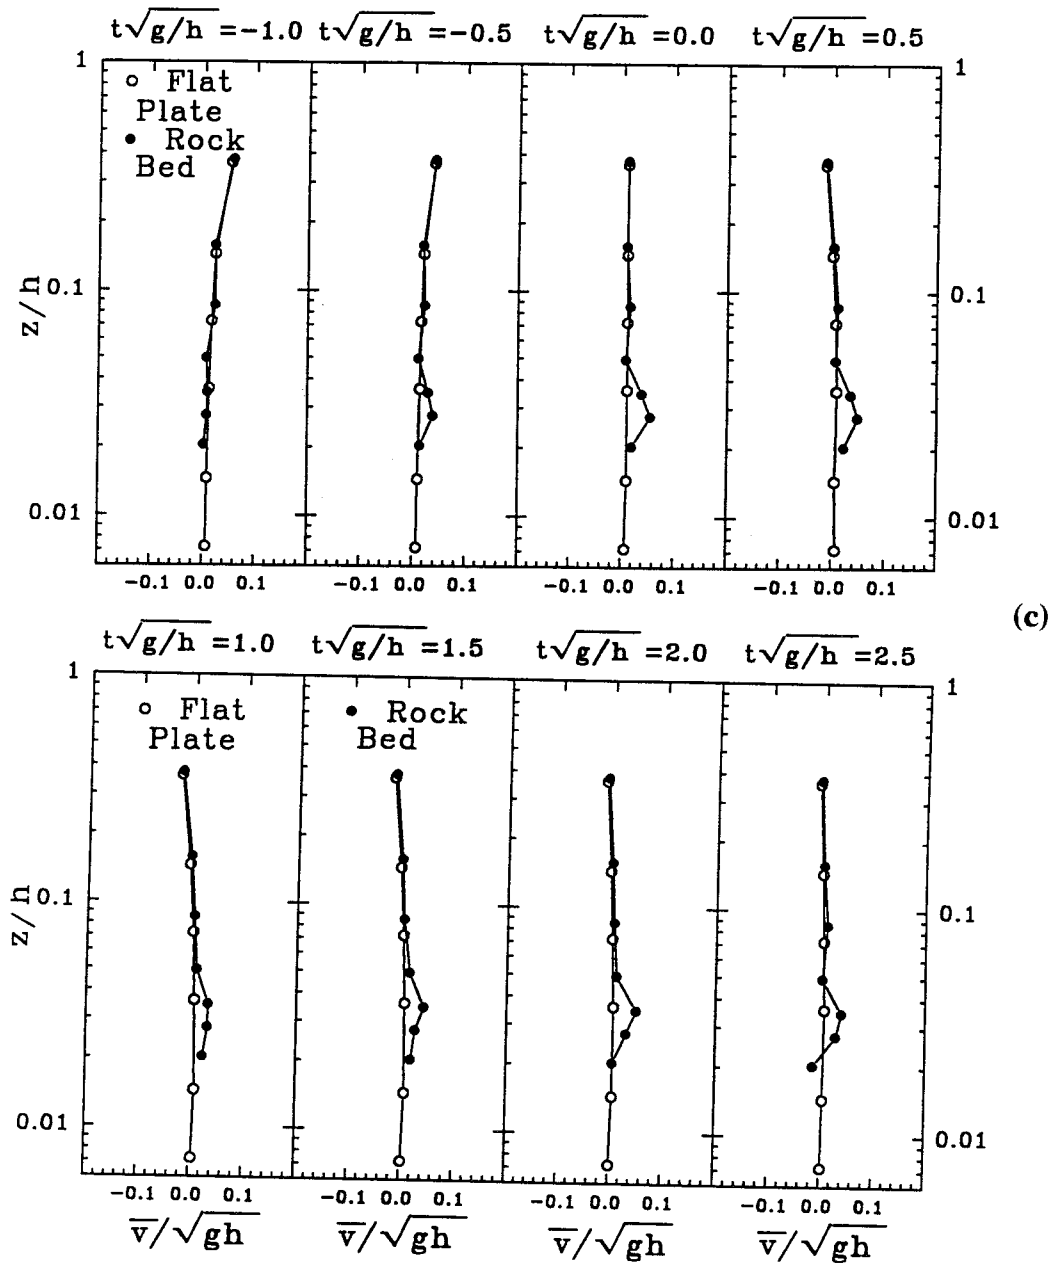 t√g/h =−1.0 t√g/h =−0.5 t√g/h =0.0 t√g/h =0.5
1 1
○ Flat
Plate
● Rock
Bed
z/h
0.1 0.1
0.01 0.01
−0.1 0.0 0.1 −0.1 0.0 0.1 −0.1 0.0 0.1 −0.1 0.0 0.1
(c)
t√g/h =1.0 t√g/h =1.5 t√g/h =2.0 t√g/h =2.5
1 1
○ Flat ● Rock
Plate Bed
z/h
0.1 0.1
0.01 0.01
−0.1 0.0 0.1 −0.1 0.0 0.1 −0.1 0.0 0.1 −0.1 0.0 0.1
v̅/√gh v̅/√gh v̅/√gh v̅/√gh